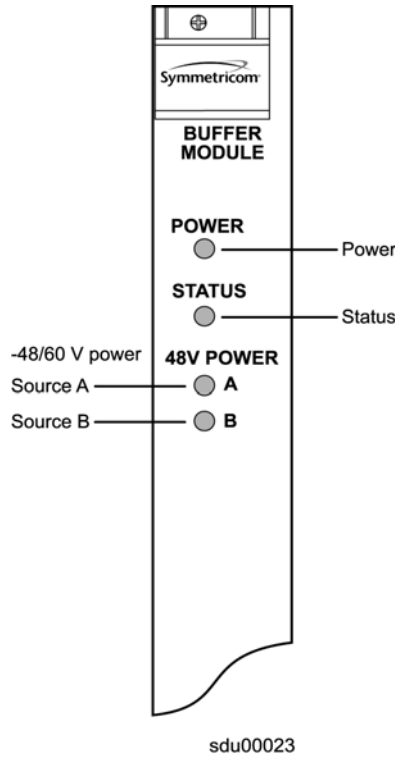 Symmetricom
BUFFER
MODULE
POWER
Power
STATUS
Status
-48/60 V power
48V POWER
Source A
A
Source B
B
sdu00023